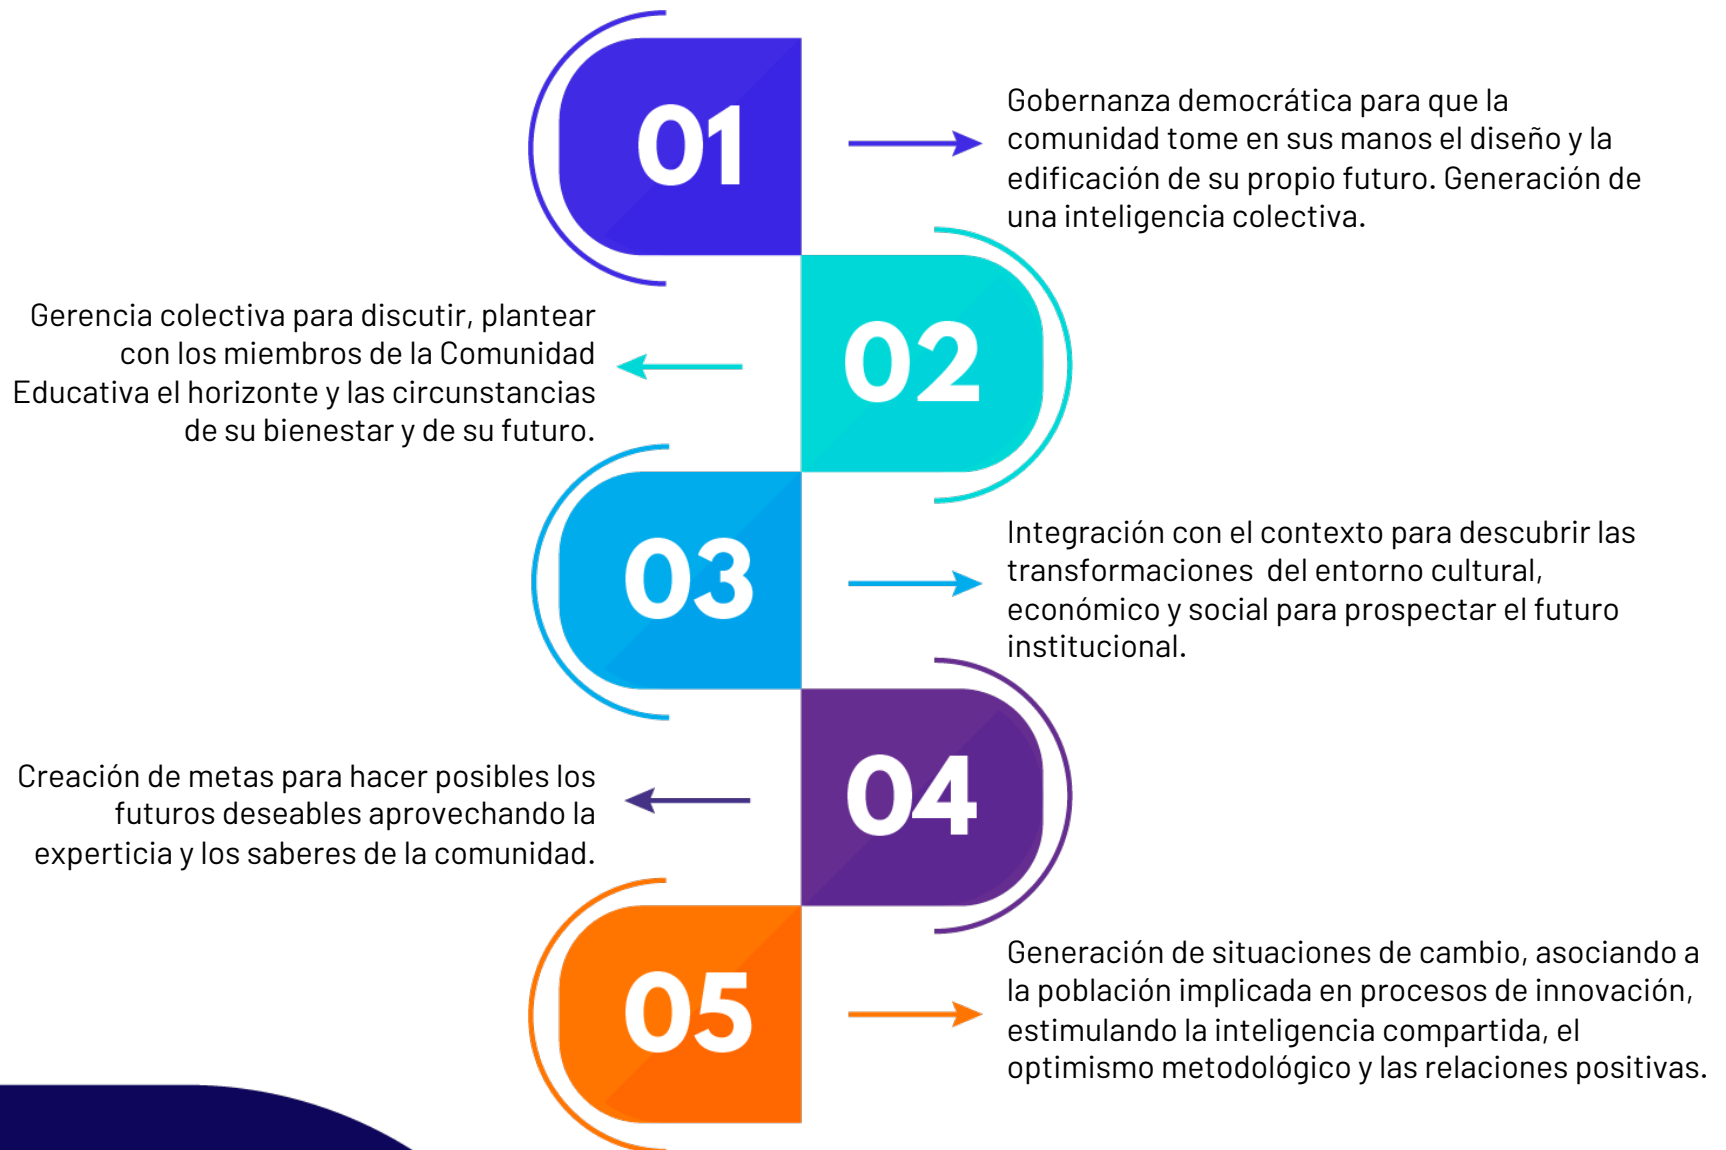 01
Gobernanza democrática para que la
comunidad tome en sus manos el diseño y la
edificación de su propio futuro. Generación de
una inteligencia colectiva.
02
Gerencia colectiva para discutir, plantear
con los miembros de la Comunidad
Educativa el horizonte y las circunstancias
de su bienestar y de su futuro.
03
Integración con el contexto para descubrir las
transformaciones  del entorno cultural,
económico y social para prospectar el futuro
institucional.
04
Creación de metas para hacer posibles los
futuros deseables aprovechando la
experticia y los saberes de la comunidad.
05
Generación de situaciones de cambio, asociando a
la población implicada en procesos de innovación,
estimulando la inteligencia compartida, el
optimismo metodológico y las relaciones positivas.